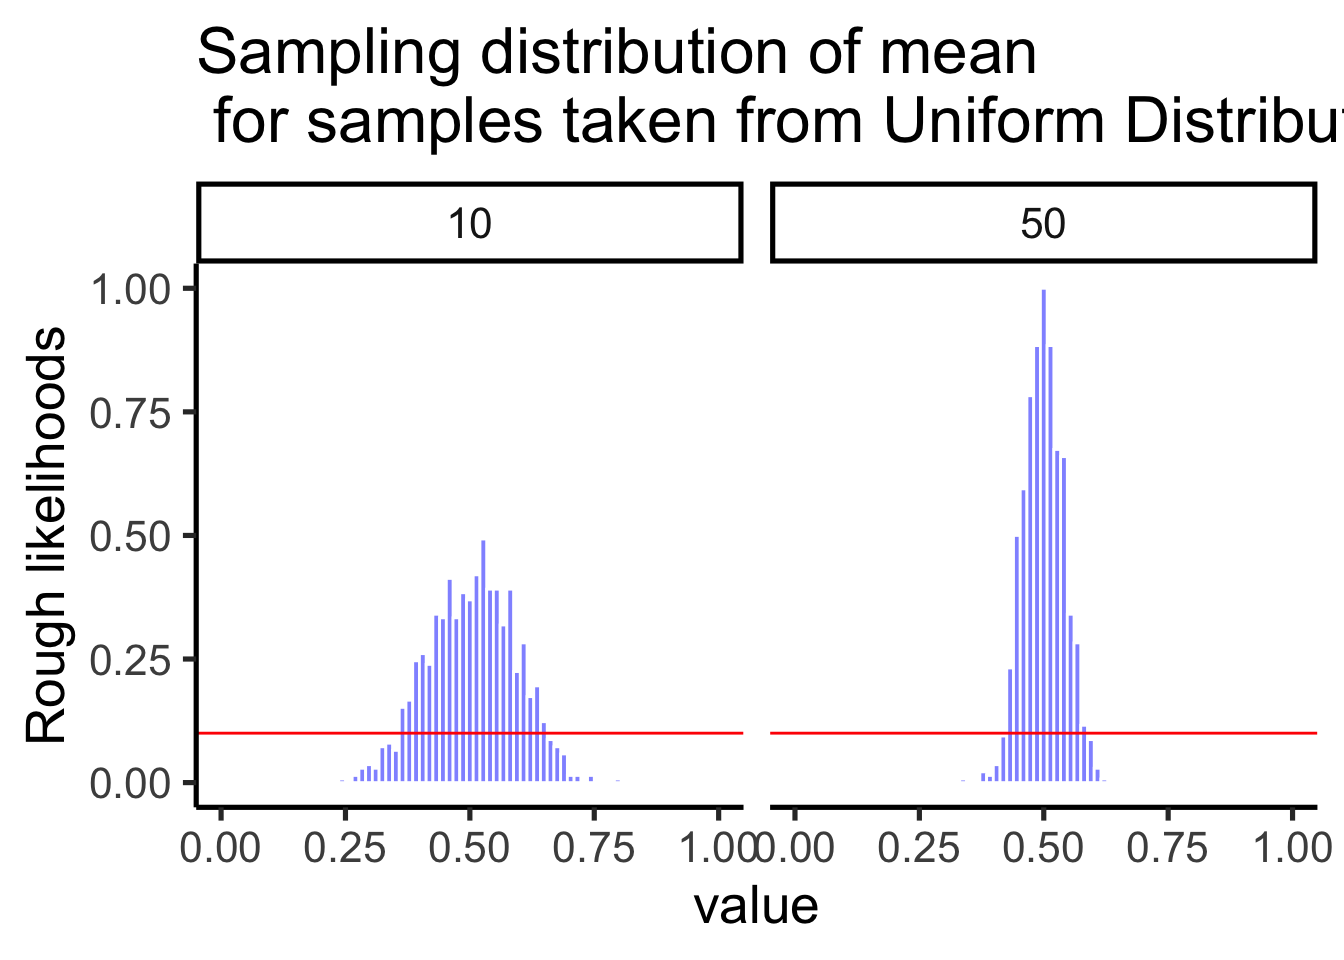 Sampling distribution of mean
for samples taken from Uniform Distribut
10 50
Rough likelihoods
1.00
0.75
0.50
0.25
0.00
0.00 0.25 0.50 0.75 1.00 0.00 0.25 0.50 0.75 1.00
value